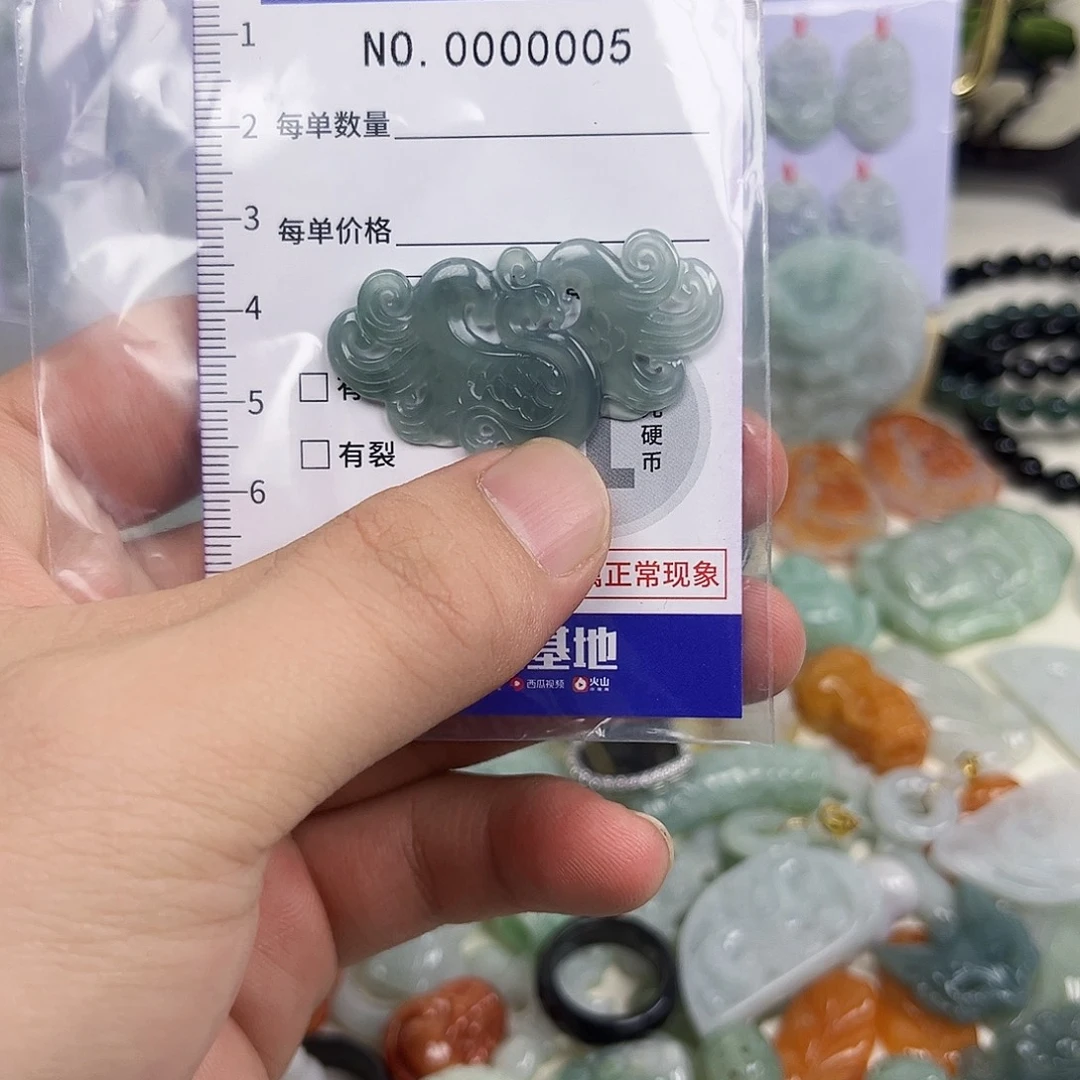 1
NO. 0000005
2
每单数量
3
每单价格
4
5
□ 有
□ 有裂
硬
币
6
正常现象
基地
西瓜视频 火山